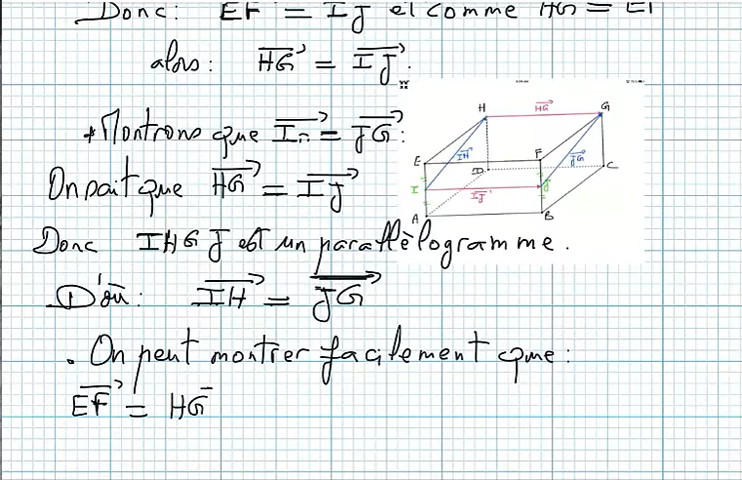 Donc: EF = IJ et comme HG = EF
alors: HG = IJ.
* Montrons que IH = JG:
On sait que HG = IJ
Donc IHGJ est un parallèlogramme.
D'où: IH = JG
. On peut montrer facilement que:
EF = HG
H
HG
G
E
IH
F
JG
D
C
I
IJ
J
A
B